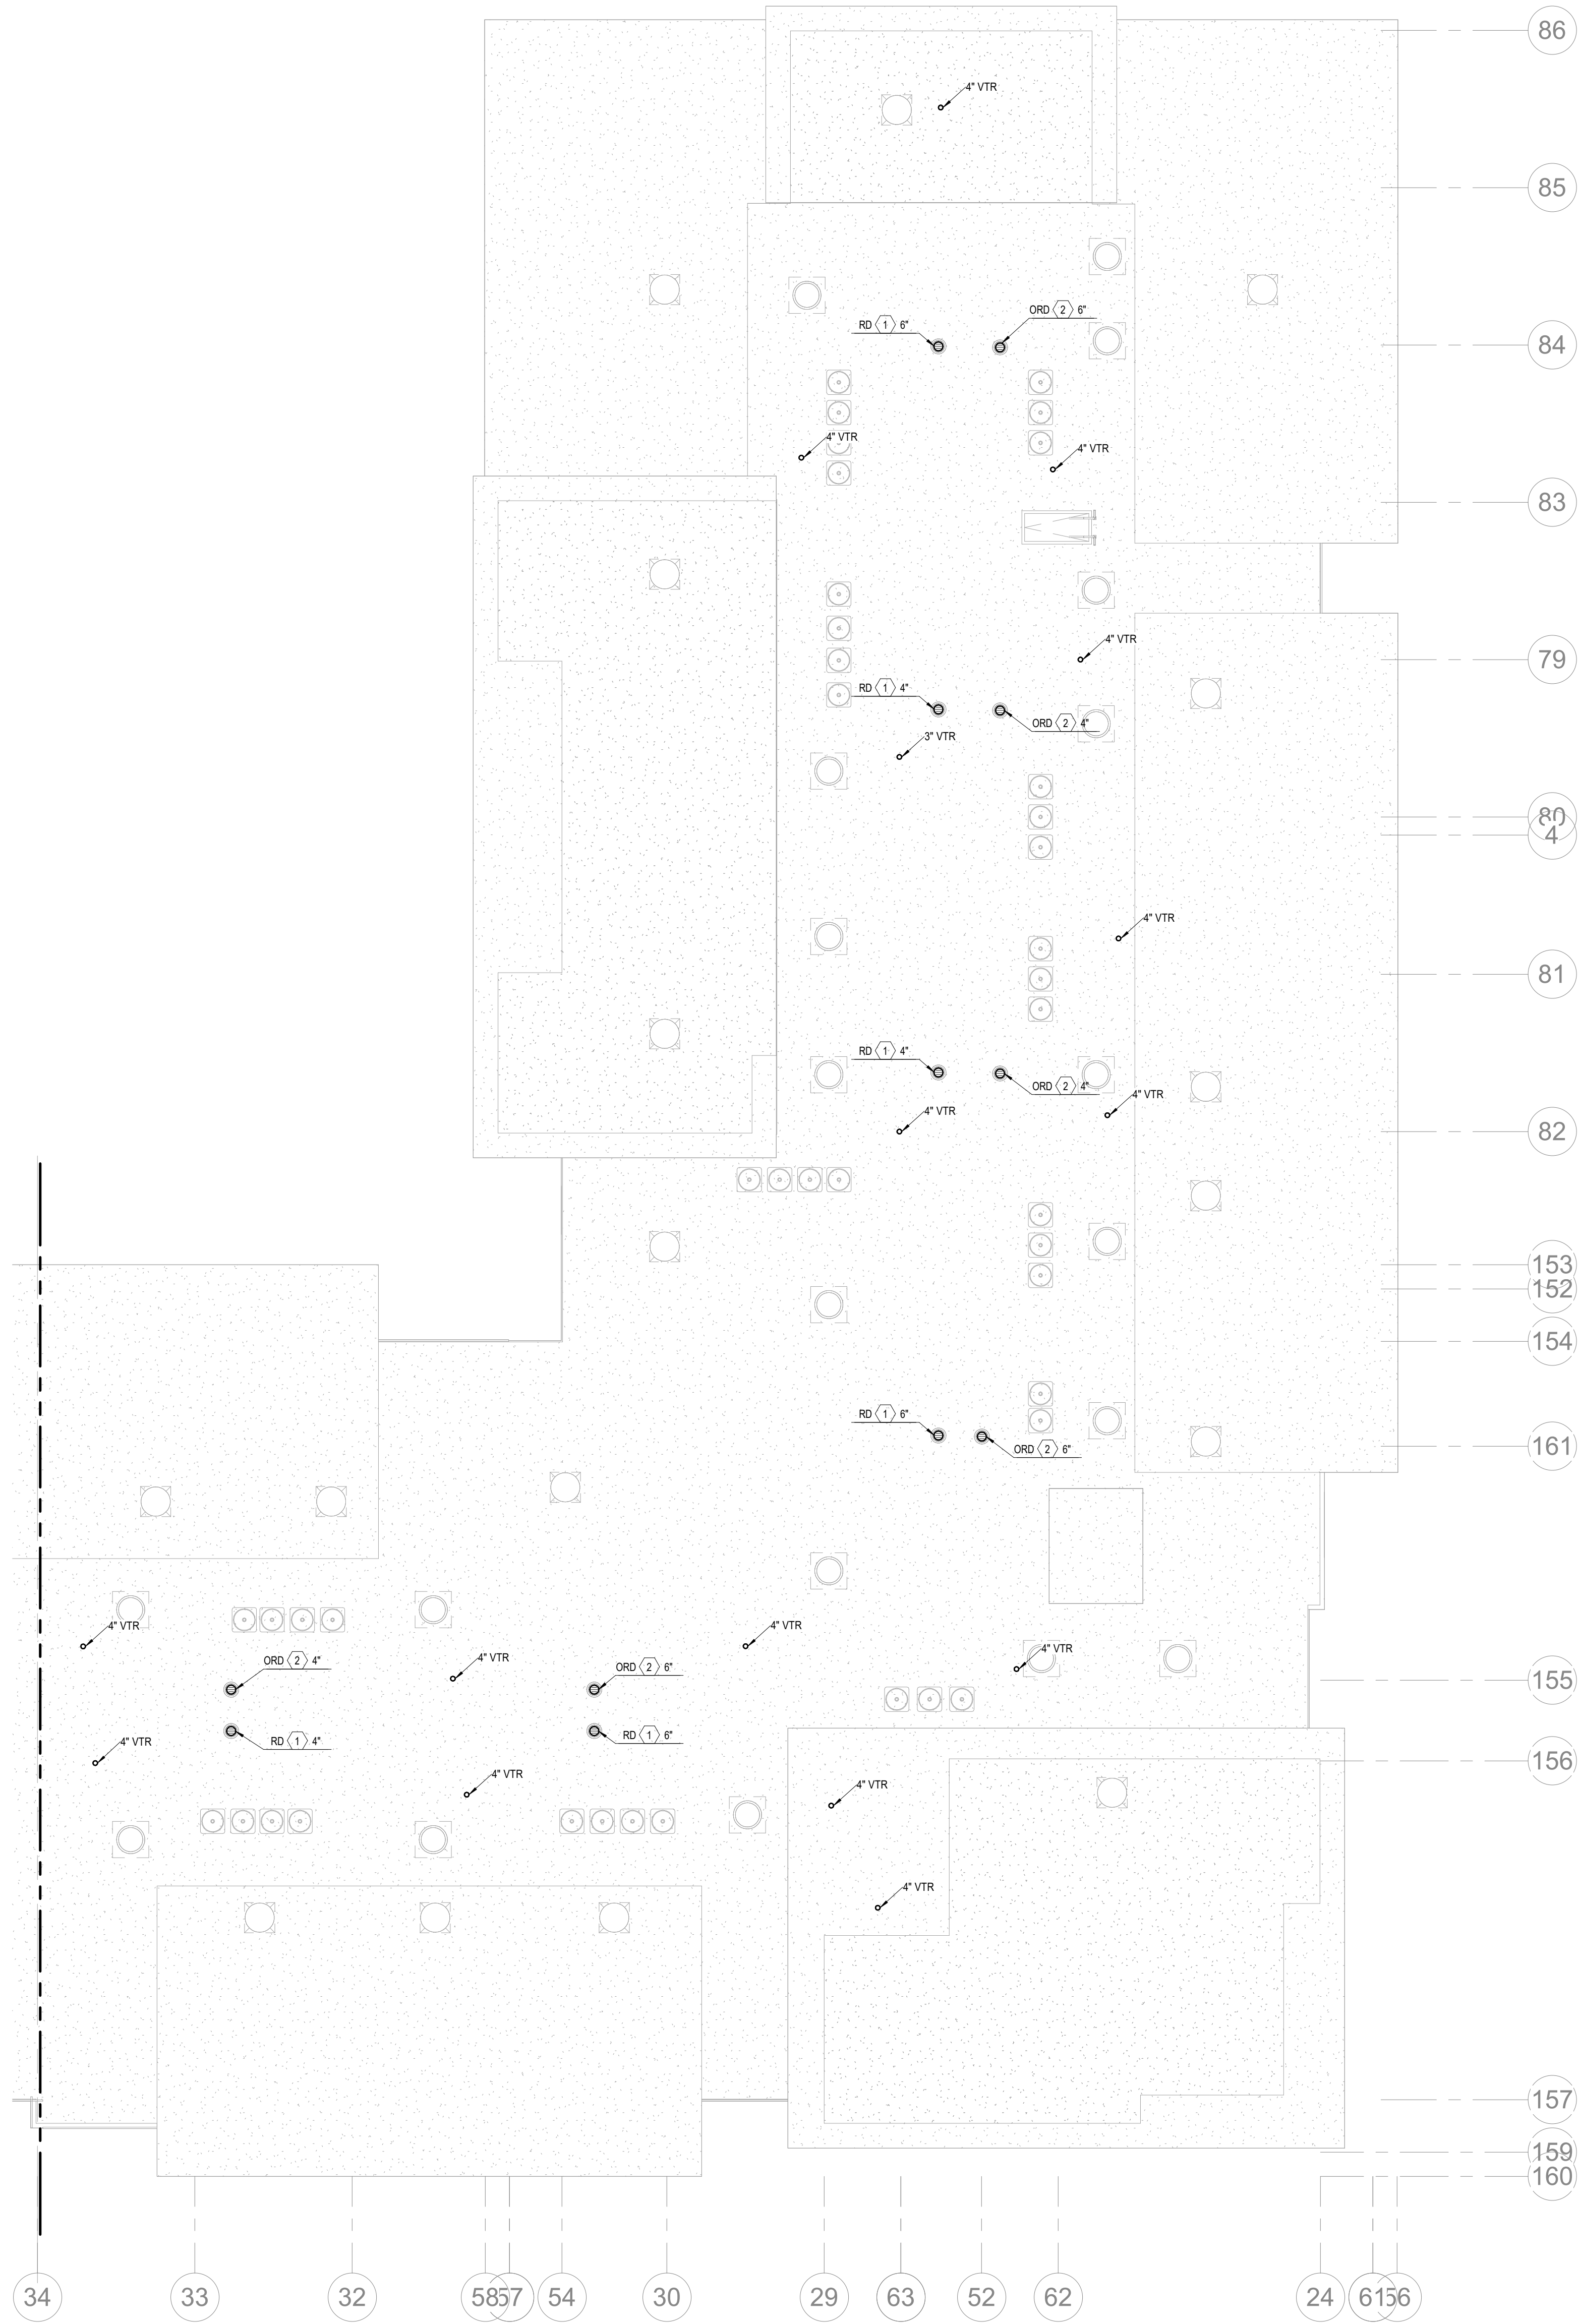 86
4" VTR
85
ORD 2 6"
RD 1 6"
84
4" VTR
4" VTR
83
4" VTR
79
RD 1 4"
ORD 2 4"
3" VTR
80
4
4" VTR
81
RD 1 4"
ORD 2 4"
4" VTR
4" VTR
82
153
152
154
RD 1 6"
ORD 2 6"
161
4" VTR
4" VTR
4" VTR
4" VTR
ORD 2 4"
ORD 2 6"
155
RD 1 4"
RD 1 6"
4" VTR
156
4" VTR
4" VTR
4" VTR
157
159
160
34
33
32
58
57
54
30
29
63
52
62
24
61
56